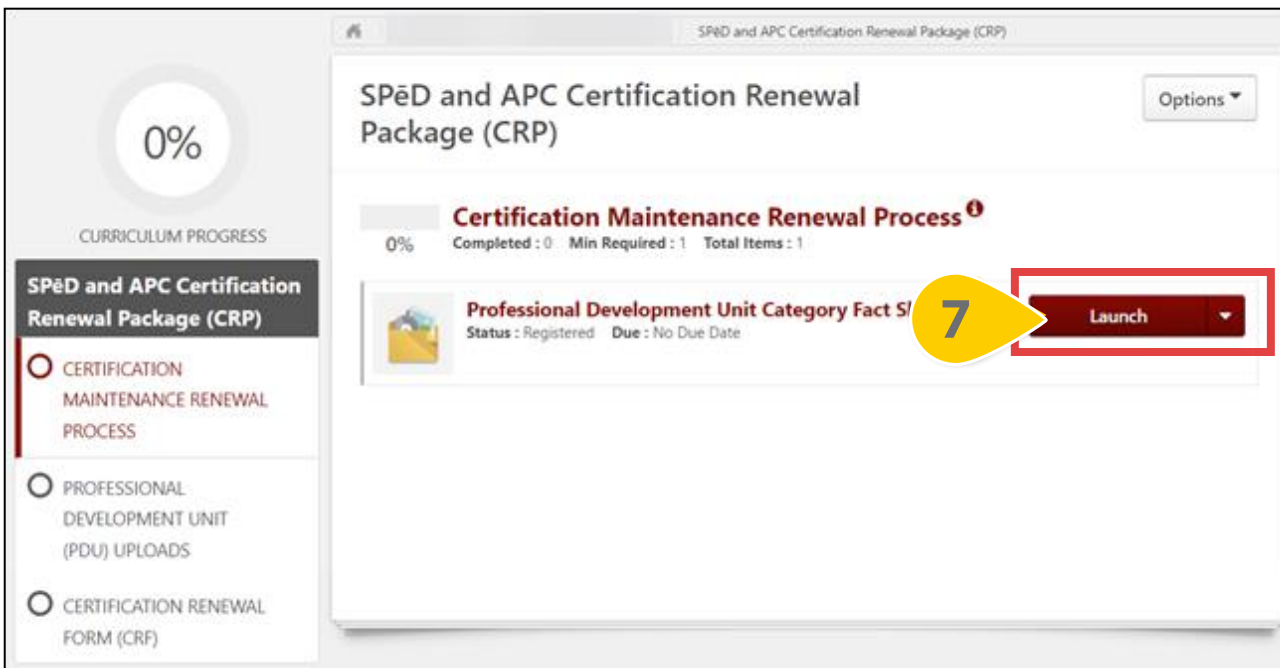 SPēD and APC Certification Renewal Package (CRP)
0%
CURRICULUM PROGRESS
SPēD and APC Certification
Renewal Package (CRP)
CERTIFICATION
MAINTENANCE RENEWAL
PROCESS
PROFESSIONAL
DEVELOPMENT UNIT
(PDU) UPLOADS
CERTIFICATION RENEWAL
FORM (CRF)
SPēD and APC Certification Renewal
Package (CRP)
Options
Certification Maintenance Renewal Process
0% Completed : 0 Min Required : 1 Total Items : 1
Professional Development Unit Category Fact
Status : Registered Due : No Due Date
7
Launch